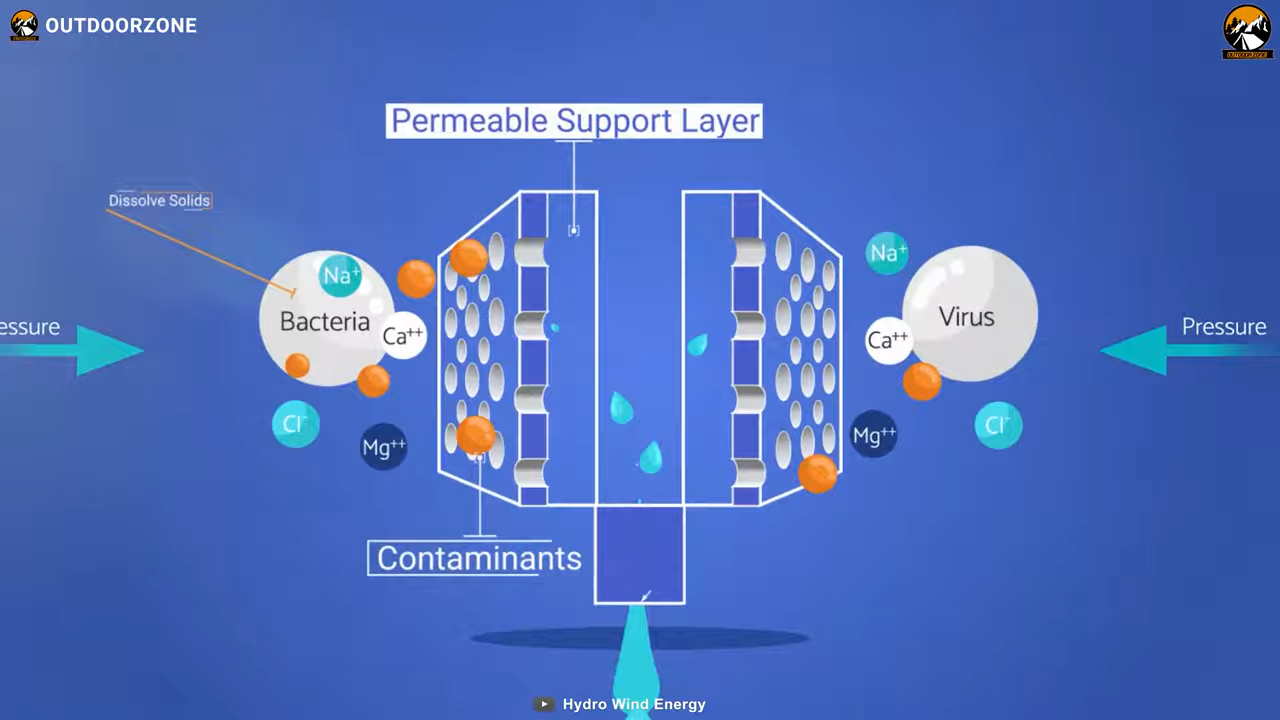 OUTDOORZONE
Permeable Support Layer
Dissolve Solids
Na⁺
Na⁺
Bacteria
Virus
Ca⁺⁺
Ca⁺⁺
essure
Pressure
Cl⁻
Cl⁻
Mg⁺⁺
Mg⁺⁺
Contaminants
Hydro Wind Energy